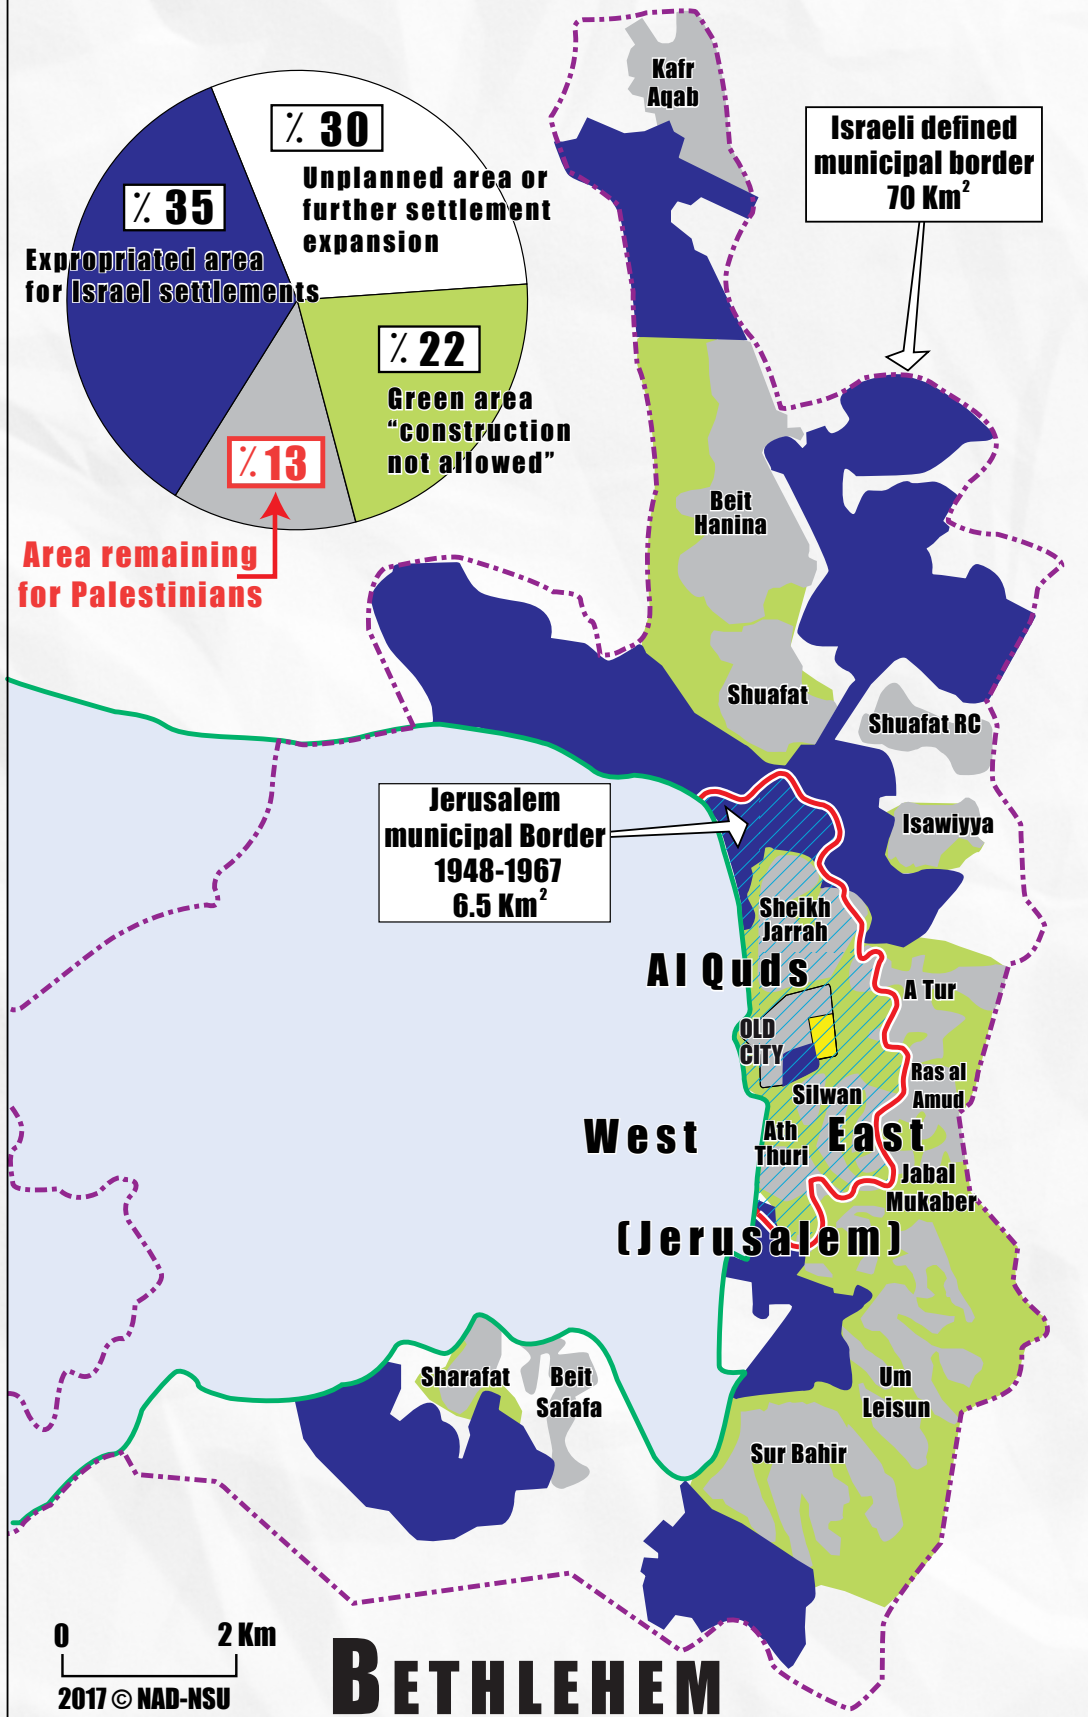 Kafr
Aqab
٪ 30
Unplanned area or
further settlement
expansion
٪ 35
Expropriated area
for Israel settlements
٪ 22
Green area
“construction
not allowed”
٪ 13
Area remaining
for Palestinians
Israeli defined
municipal border
70 Km²
Beit
Hanina
Shuafat
Shuafat RC
Jerusalem
municipal Border
1948-1967
6.5 Km²
Isawiyya
Sheikh
Jarrah
Al Quds
A Tur
OLD
CITY
Ras al
Amud
Silwan
West
Ath
Thuri
East
Jabal
Mukaber
(Jerusalem)
Sharafat
Beit
Safafa
Um
Leisun
Sur Bahir
0
2 Km
2017 © NAD-NSU
BETHLEHEM